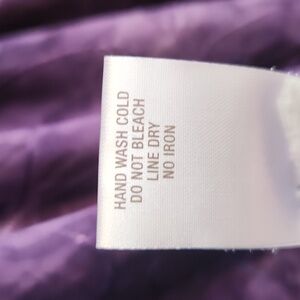 HAND WASH COLD
DO NOT BLEACH
LINE DRY
NO IRON